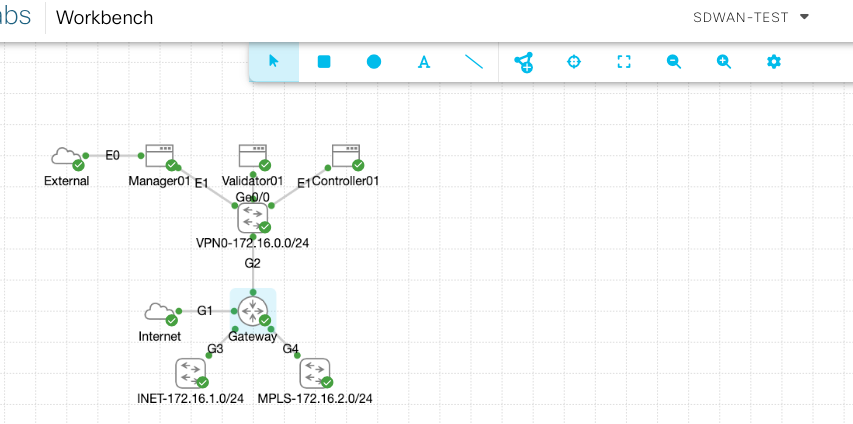 abs
Workbench
SDWAN-TEST
A
E0
External
Manager01
E1
Validator01
E1
Controller01
Ge0/0
VPN0-172.16.0.0/24
G2
G1
Internet
Gateway
G3
G4
INET-172.16.1.0/24
MPLS-172.16.2.0/24